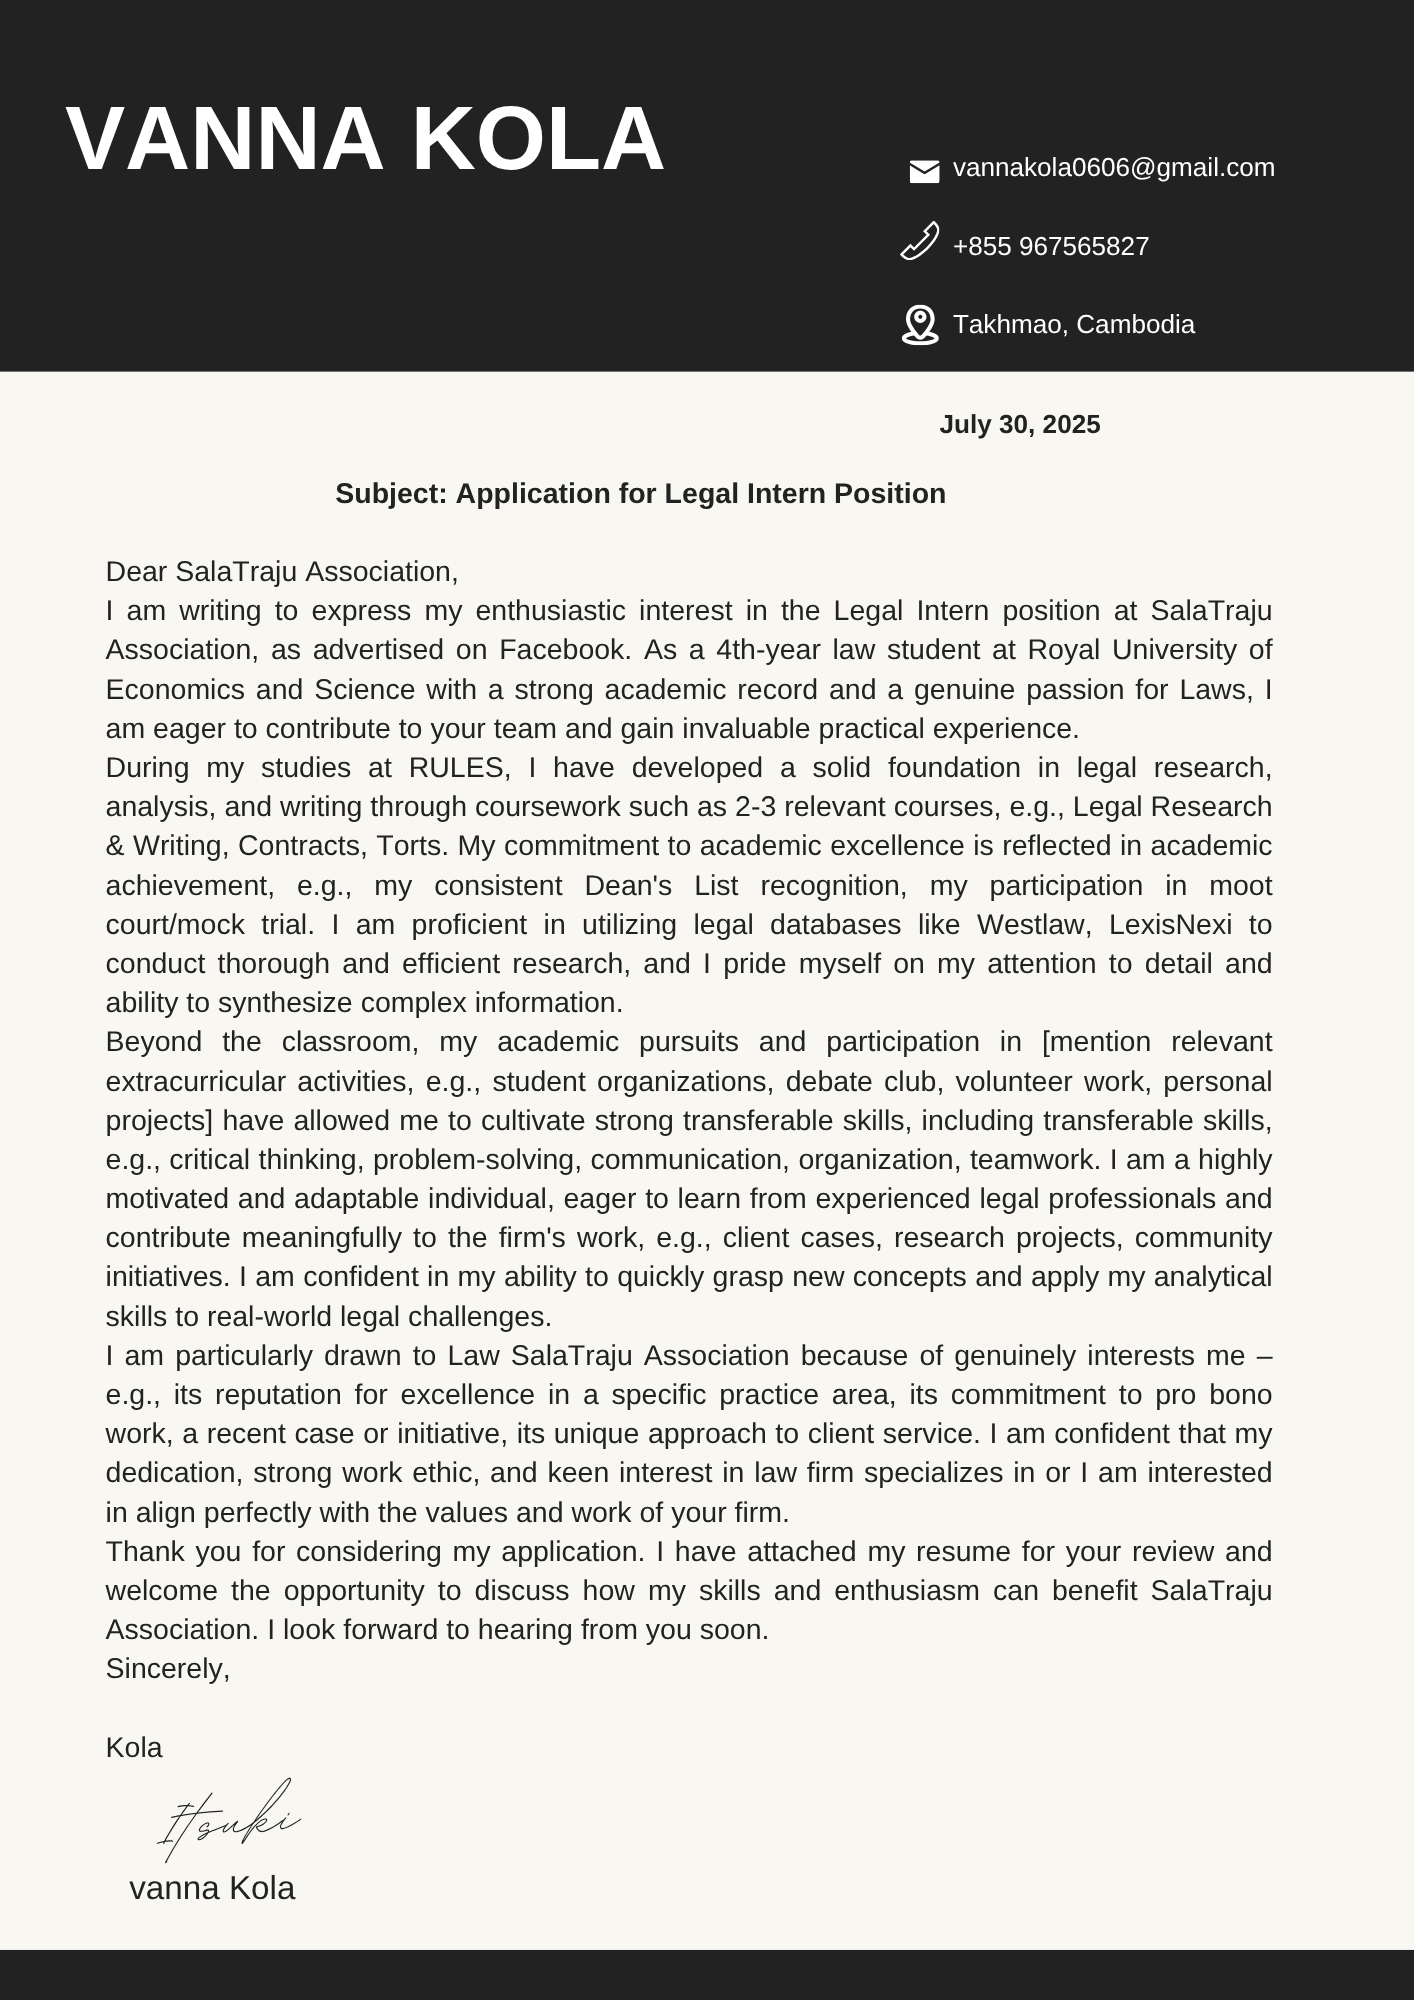 VANNA KOLA
vannakola0606@gmail.com
+855 967565827
Takhmao, Cambodia
July 30, 2025
Subject: Application for Legal Intern Position
Dear SalaTraju Association,
I am writing to express my enthusiastic interest in the Legal Intern position at SalaTraju
Association, as advertised on Facebook. As a 4th-year law student at Royal University of
Economics and Science with a strong academic record and a genuine passion for Laws, I
am eager to contribute to your team and gain invaluable practical experience.
During my studies at RULES, I have developed a solid foundation in legal research,
analysis, and writing through coursework such as 2-3 relevant courses, e.g., Legal Research
& Writing, Contracts, Torts. My commitment to academic excellence is reflected in academic
achievement, e.g., my consistent Dean's List recognition, my participation in moot
court/mock trial. I am proficient in utilizing legal databases like Westlaw, LexisNexi to
conduct thorough and efficient research, and I pride myself on my attention to detail and
ability to synthesize complex information.
Beyond the classroom, my academic pursuits and participation in [mention relevant
extracurricular activities, e.g., student organizations, debate club, volunteer work, personal
projects] have allowed me to cultivate strong transferable skills, including transferable skills,
e.g., critical thinking, problem-solving, communication, organization, teamwork. I am a highly
motivated and adaptable individual, eager to learn from experienced legal professionals and
contribute meaningfully to the firm's work, e.g., client cases, research projects, community
initiatives. I am confident in my ability to quickly grasp new concepts and apply my analytical
skills to real-world legal challenges.
I am particularly drawn to Law SalaTraju Association because of genuinely interests me –
e.g., its reputation for excellence in a specific practice area, its commitment to pro bono
work, a recent case or initiative, its unique approach to client service. I am confident that my
dedication, strong work ethic, and keen interest in law firm specializes in or I am interested
in align perfectly with the values and work of your firm.
Thank you for considering my application. I have attached my resume for your review and
welcome the opportunity to discuss how my skills and enthusiasm can benefit SalaTraju
Association. I look forward to hearing from you soon.
Sincerely,
Kola
Itsuki
vanna Kola